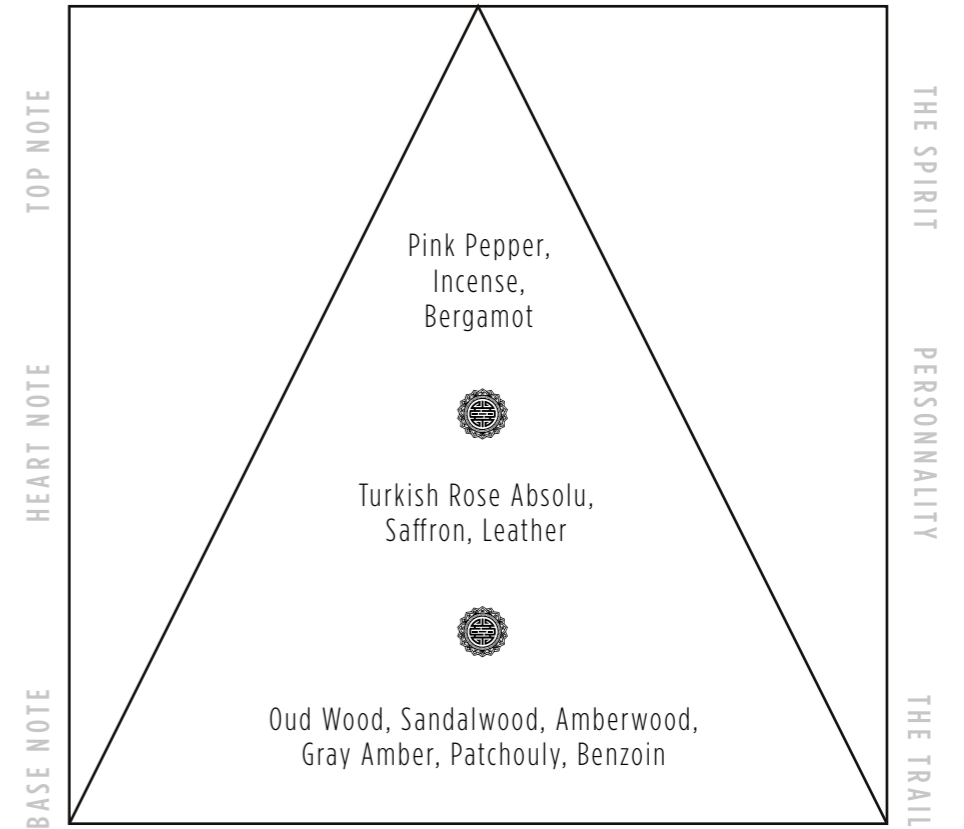 TOP NOTE
THE SPIRIT
Pink Pepper,
Incense,
Bergamot
HEART NOTE
PERSONNALITY
Turkish Rose Absolu,
Saffron, Leather
BASE NOTE
THE TRAIL
Oud Wood, Sandalwood, Amberwood,
Gray Amber, Patchouly, Benzoin